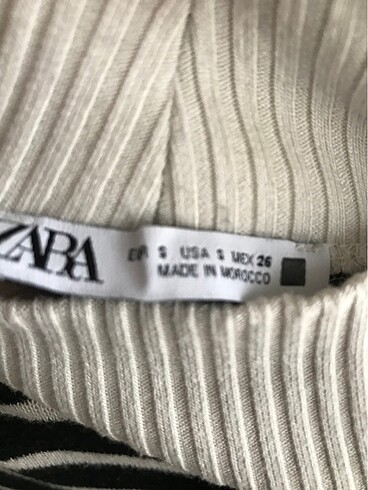 ZARA
EUR S USA S MEX 26
MADE IN MOROCCO